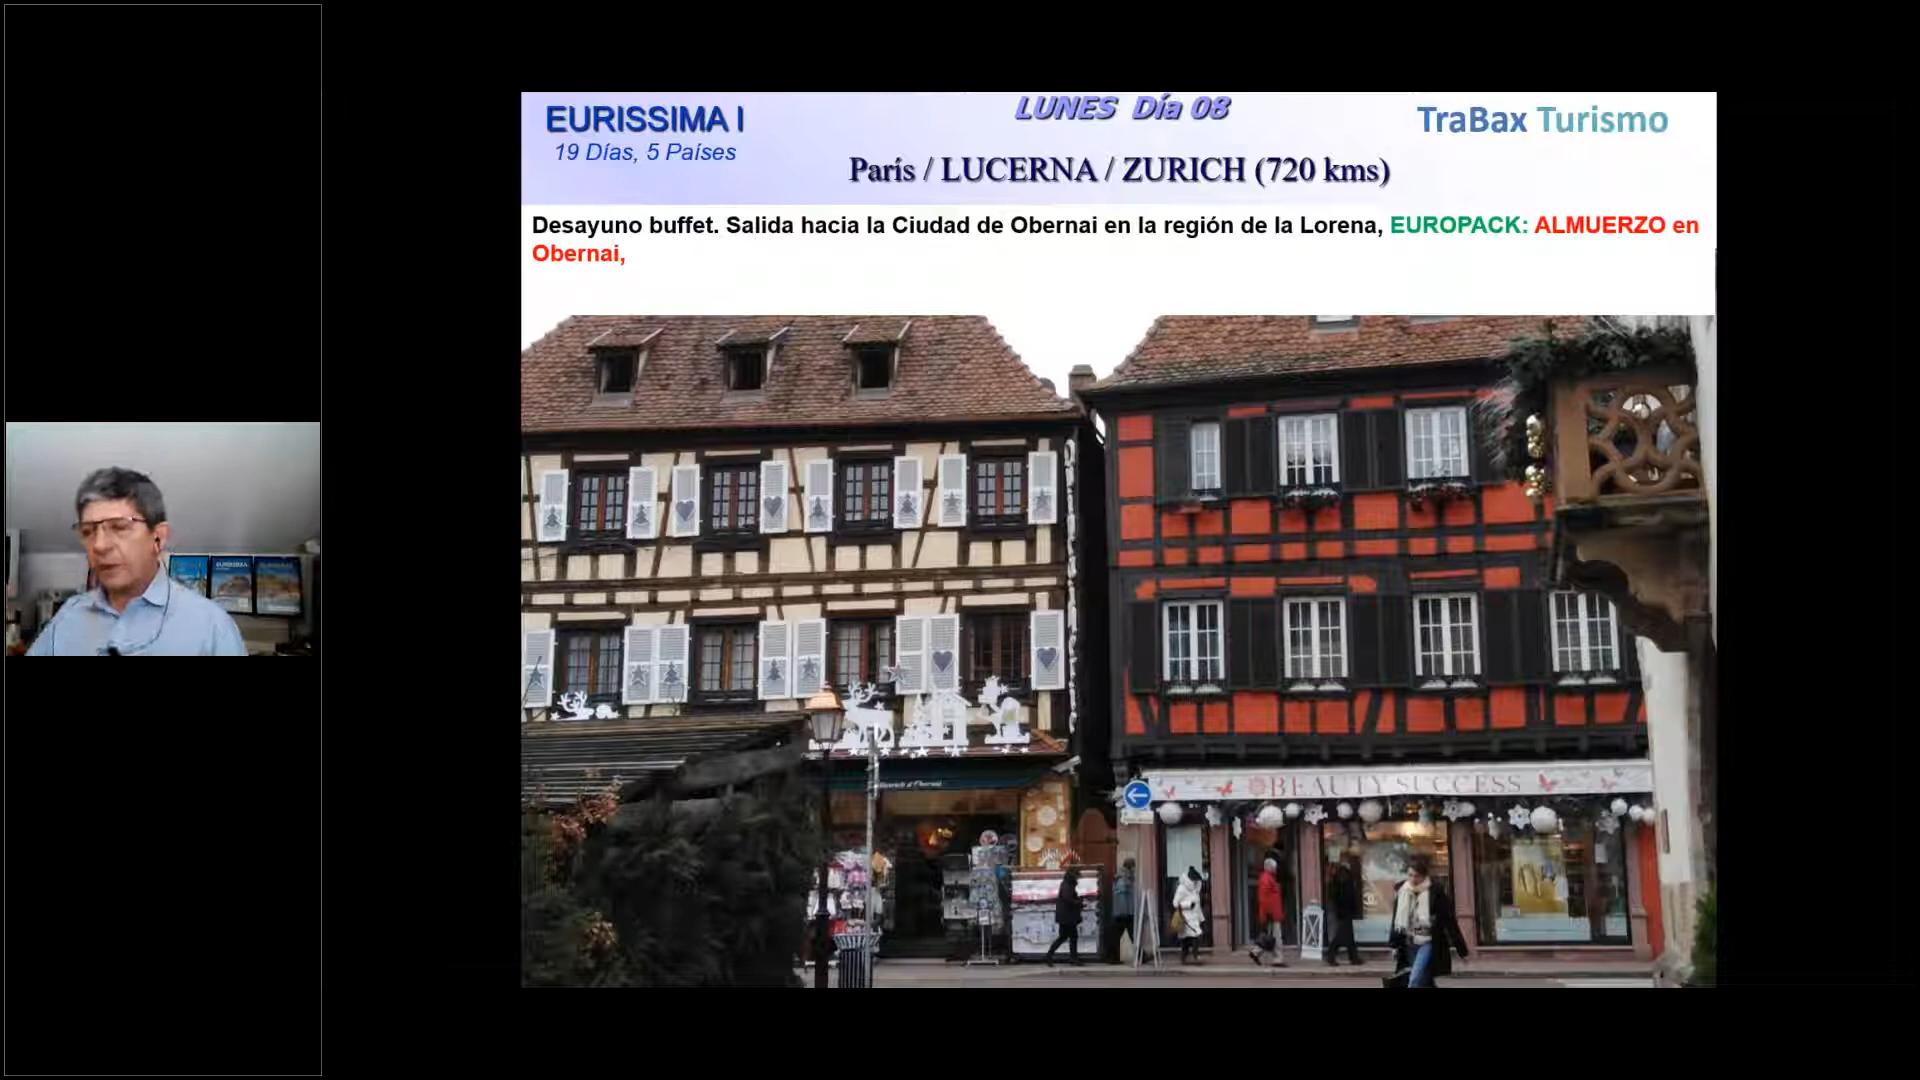 EURISSIMA I
19 Días, 5 Países
LUNES Día 08
TraBax Turismo
París / LUCERNA / ZURICH (720 kms)
Desayuno buffet. Salida hacia la Ciudad de Obernai en la región de la Lorena, EUROPACK: ALMUERZO en
Obernai,
BEAUTY SUCCESS
EURISSIMA